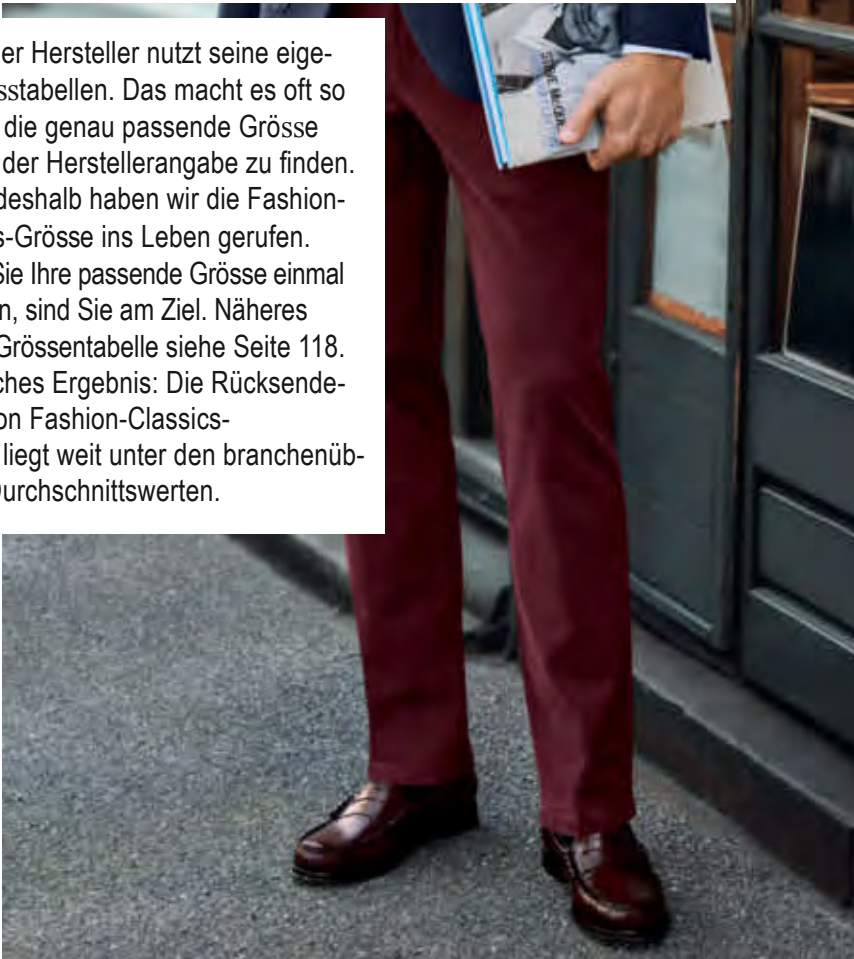 er Hersteller nutzt seine eige-
sstabellen. Das macht es oft so
die genau passende Grösse
der Herstellerangabe zu finden.
deshalb haben wir die Fashion-
s-Grösse ins Leben gerufen.
Sie Ihre passende Grösse einmal
n, sind Sie am Ziel. Näheres
Grössentabelle siehe Seite 118.
ches Ergebnis: Die Rücksende-
on Fashion-Classics-
liegt weit unter den branchenüb-
Durchschnittswerten.
STEVE